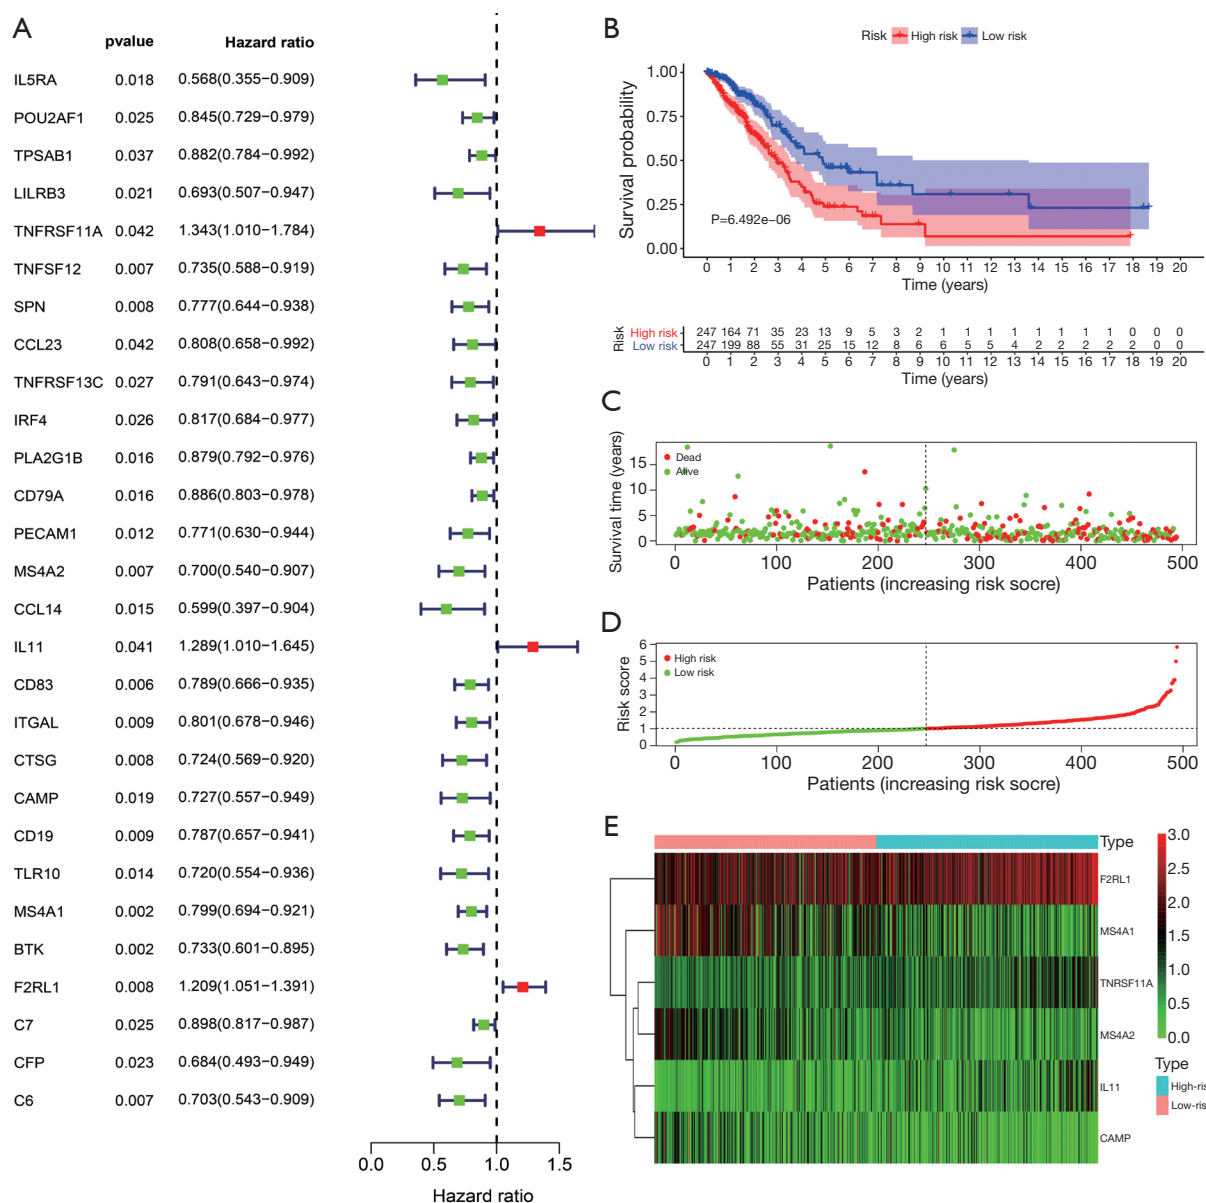 A
pvalue Hazard ratio
IL5RA 0.018 0.568(0.355−0.909)
POU2AF1 0.025 0.845(0.729−0.979)
TPSAB1 0.037 0.882(0.784−0.992)
LILRB3 0.021 0.693(0.507−0.947)
TNFRSF11A 0.042 1.343(1.010−1.784)
TNFSF12 0.007 0.735(0.588−0.919)
SPN 0.008 0.777(0.644−0.938)
CCL23 0.042 0.808(0.658−0.992)
TNFRSF13C 0.027 0.791(0.643−0.974)
IRF4 0.026 0.817(0.684−0.977)
PLA2G1B 0.016 0.879(0.792−0.976)
CD79A 0.016 0.886(0.803−0.978)
PECAM1 0.012 0.771(0.630−0.944)
MS4A2 0.007 0.700(0.540−0.907)
CCL14 0.015 0.599(0.397−0.904)
IL11 0.041 1.289(1.010−1.645)
CD83 0.006 0.789(0.666−0.935)
ITGAL 0.009 0.801(0.678−0.946)
CTSG 0.008 0.724(0.569−0.920)
CAMP 0.019 0.727(0.557−0.949)
CD19 0.009 0.787(0.657−0.941)
TLR10 0.014 0.720(0.554−0.936)
MS4A1 0.002 0.799(0.694−0.921)
BTK 0.002 0.733(0.601−0.895)
F2RL1 0.008 1.209(1.051−1.391)
C7 0.025 0.898(0.817−0.987)
CFP 0.023 0.684(0.493−0.949)
C6 0.007 0.703(0.543−0.909)
0.0 0.5 1.0 1.5
Hazard ratio
B
Risk High risk Low risk
Survival probability
1.00
0.75
0.50
0.25
0.00
P=6.492e−06
0 1 2 3 4 5 6 7 8 9 10 11 12 13 14 15 16 17 18 19 20
Time (years)
Risk
High risk 247 164 71 35 23 13 9 5 3 2 1 1 1 1 1 1 1 1 0 0 0
Low risk 247 199 88 55 31 25 15 12 8 6 6 5 5 4 2 2 2 2 2 0 0
0 1 2 3 4 5 6 7 8 9 10 11 12 13 14 15 16 17 18 19 20
Time (years)
C
Survival time (years)
15
10
5
0
Dead
Alive
0 100 200 300 400 500
Patients (increasing risk socre)
D
Risk score
6
5
4
3
2
1
0
High risk
Low risk
0 100 200 300 400 500
Patients (increasing risk socre)
E
Type
F2RL1
MS4A1
TNRSF11A
MS4A2
IL11
CAMP
3.0
2.5
2.0
1.5
1.0
0.5
0.0
Type
High-ris
Low-ris